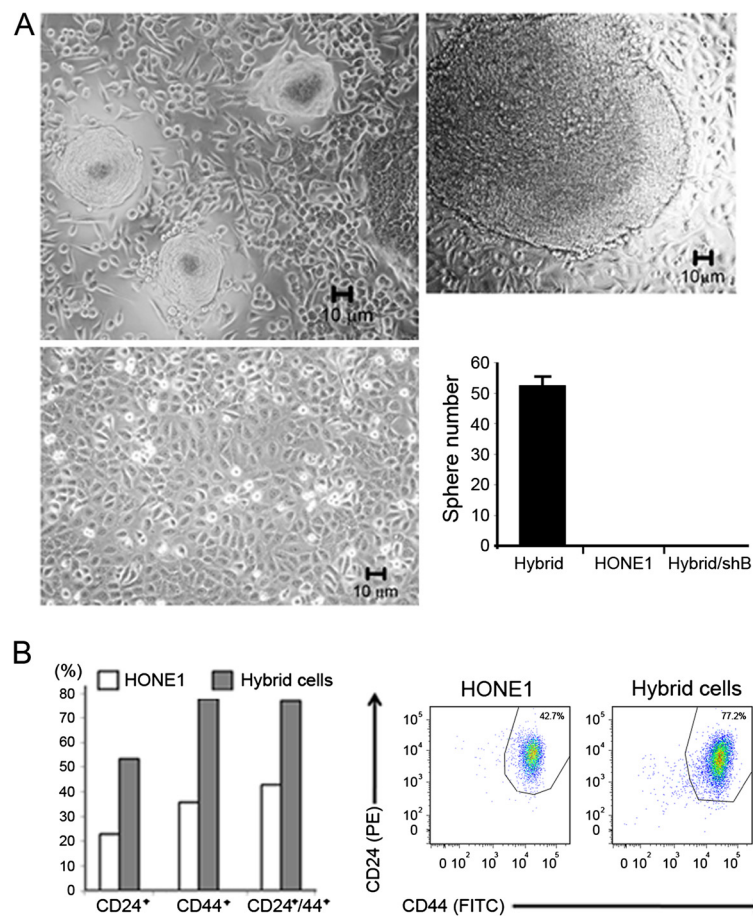 A
10 μm
10μm
10 μm
Sphere number
60
50
40
30
20
10
0
Hybrid HONE1 Hybrid/shB
B
(%)
HONE1 Hybrid cells
80
70
60
50
40
30
20
10
0
CD24+ CD44+ CD24+/44+
CD24 (PE)
HONE1
42.7%
10⁵
10⁴
10³
10²
0
0 10² 10³ 10⁴ 10⁵
Hybrid cells
77.2%
10⁵
10⁴
10³
10²
0
0 10² 10³ 10⁴ 10⁵
CD44 (FITC)